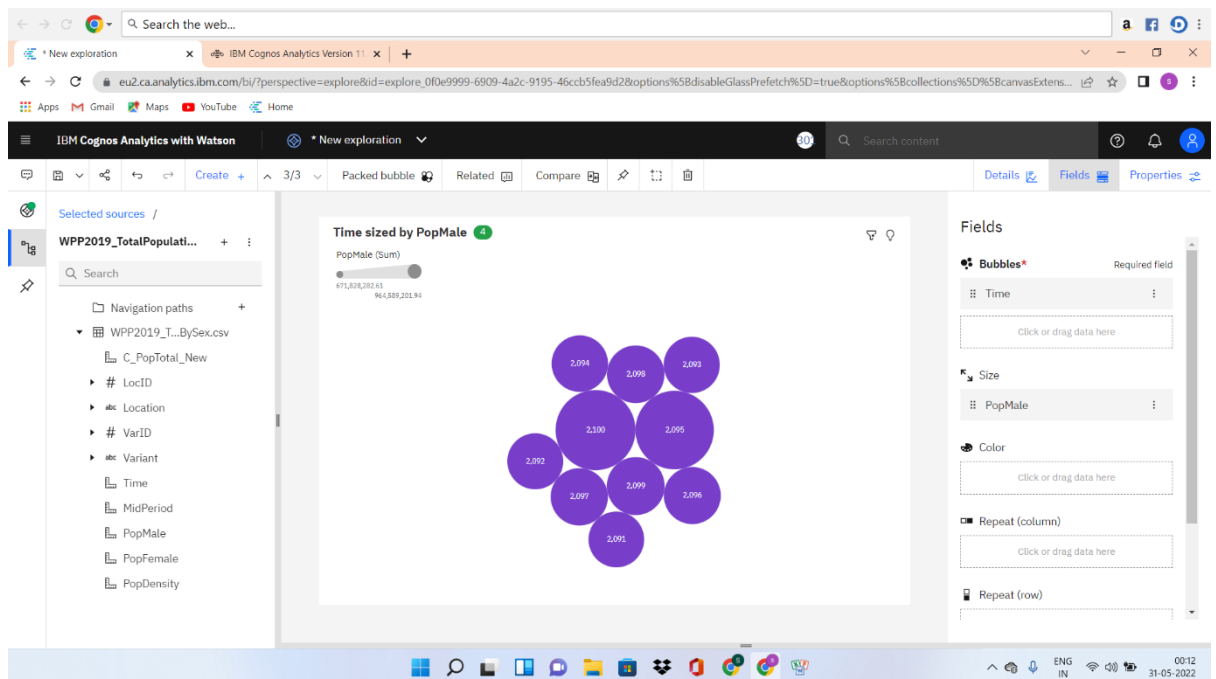 Search the web...
* New exploration
IBM Cognos Analytics Version 11
eu2.ca.analytics.ibm.com/bi/?perspective=explore&id=explore_0f0e9999-6909-4a2c-9195-46ccb5fea9d2&options%5BdisableGlassPrefetch%5D=true&options%5Bcollections%5D%5BcanvasExtens...
Apps Gmail Maps YouTube Home
IBM Cognos Analytics with Watson
* New exploration
Search content
Create + 3/3 Packed bubble Related Compare
Details Fields Properties
Selected sources /
WPP2019_TotalPopulati...
Search
Navigation paths
WPP2019_T...BySex.csv
C_PopTotal_New
# LocID
abc Location
# VarID
abc Variant
Time
MidPeriod
PopMale
PopFemale
PopDensity
Time sized by PopMale 4
PopMale (Sum)
671,828,282.61
964,589,201.94
2,094
2,098
2,093
2,100
2,095
2,092
2,097
2,099
2,096
2,091
Fields
Bubbles* Required field
Time
Click or drag data here
Size
PopMale
Color
Click or drag data here
Repeat (column)
Click or drag data here
Repeat (row)
ENG
IN
00:12
31-05-2022